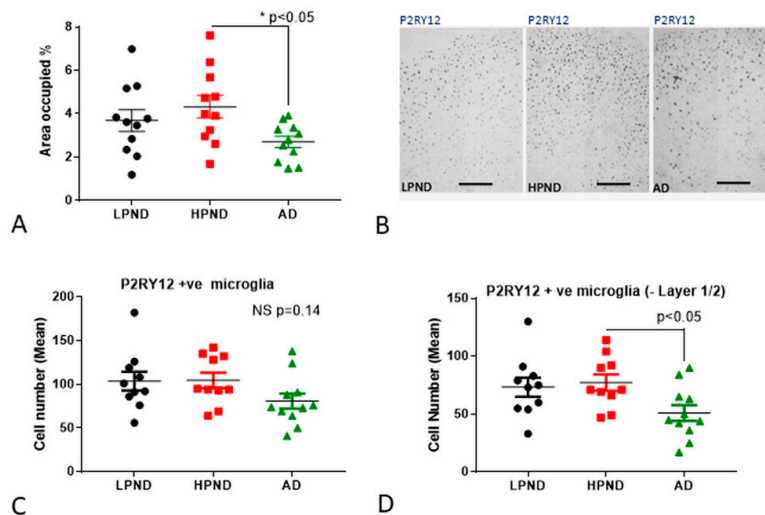 * p<0.05
8
6
4
2
0
Area occupied %
LPND HPND AD
A
P2RY12 P2RY12 P2RY12
LPND HPND AD
B
P2RY12 +ve microglia
NS p=0.14
200
150
100
50
0
Cell number (Mean)
LPND HPND AD
C
P2RY12 + ve microglia (- Layer 1/2)
p<0.05
150
100
50
0
Cell Number (Mean)
LPND HPND AD
D